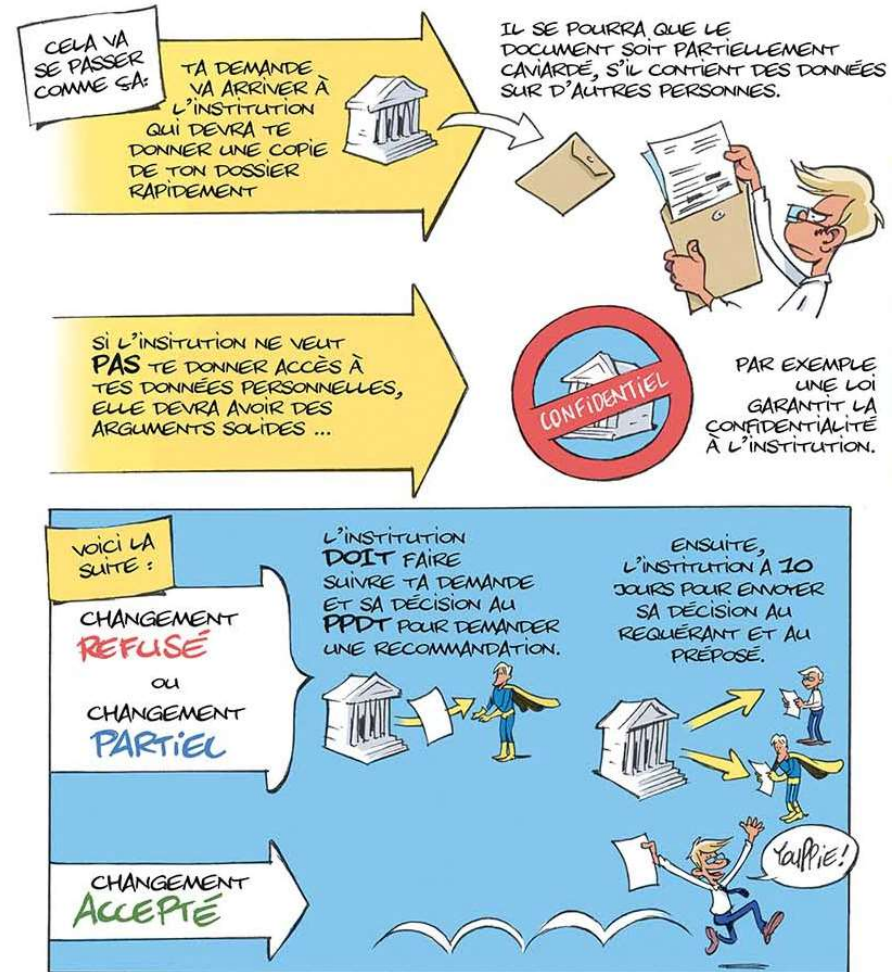 CELA VA
SE PASSER
COMME ÇA:
TA DEMANDE
VA ARRIVER À
L'INSTITUTION
QUI DEVRA TE
DONNER UNE COPIE
DE TON DOSSIER
RAPIDEMENT
IL SE POURRA QUE LE
DOCUMENT SOIT PARTIELLEMENT
CAVIARDÉ, S'IL CONTIENT DES DONNÉES
SUR D'AUTRES PERSONNES.
SI L'INSITUTION NE VEUT
PAS TE DONNER ACCÈS À
TES DONNÉES PERSONNELLES,
ELLE DEVRA AVOIR DES
ARGUMENTS SOLIDES ...
CONFIDENTIEL
PAR EXEMPLE
UNE LOI
GARANTIT LA
CONFIDENTIALITÉ
À L'INSTITUTION.
VOICI LA
SUITE :
CHANGEMENT
REFUSÉ
OU
CHANGEMENT
PARTIEL
L'INSTITUTION
DOIT FAIRE
SUIVRE TA DEMANDE
ET SA DÉCISION AU
PPDT POUR DEMANDER
UNE RECOMMANDATION.
ENSUITE,
L'INSTITUTION A 10
JOURS POUR ENVOYER
SA DÉCISION AU
REQUÉRANT ET AU
PRÉPOSÉ.
CHANGEMENT
ACCEPTÉ
YOUPPIE!